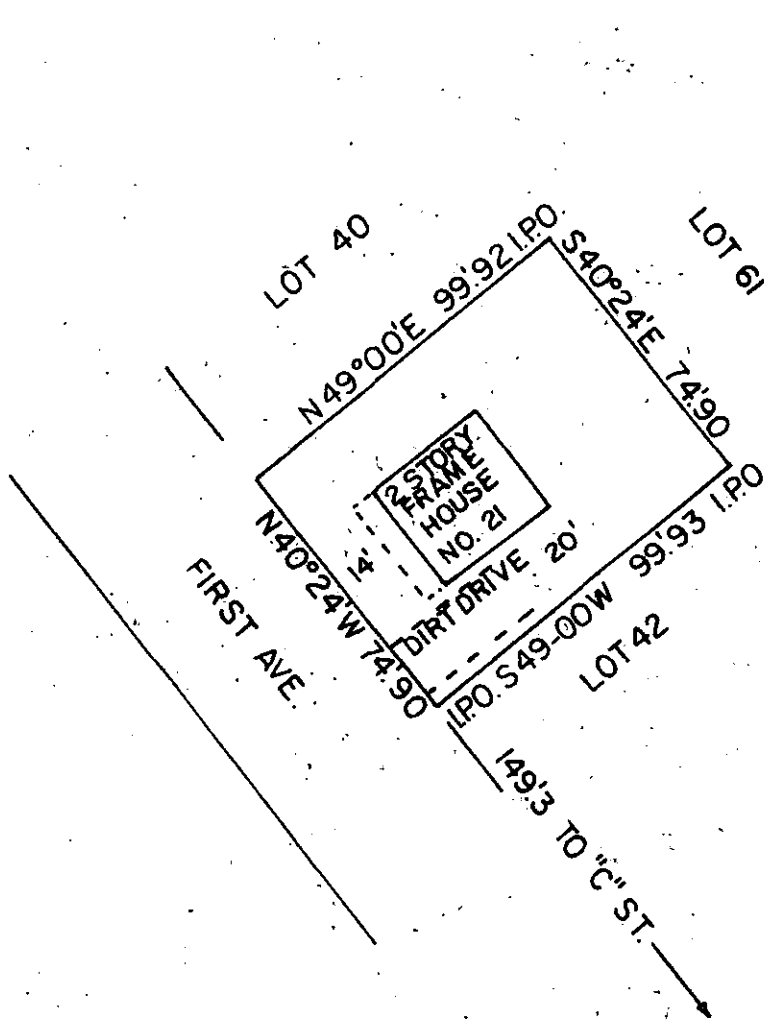 LOT 40
LOT 61
N 49°00'E 99'.92 I.P.O.
S40°24'E 74'.90
2 STORY
FRAME
HOUSE
NO. 21
14'
DIRT DRIVE 20'
N40°24'W 74'.90
FIRST AVE.
I.P.O. S49-00W 99'.93 I.P.O
LOT 42
149'.3 TO "C" ST.